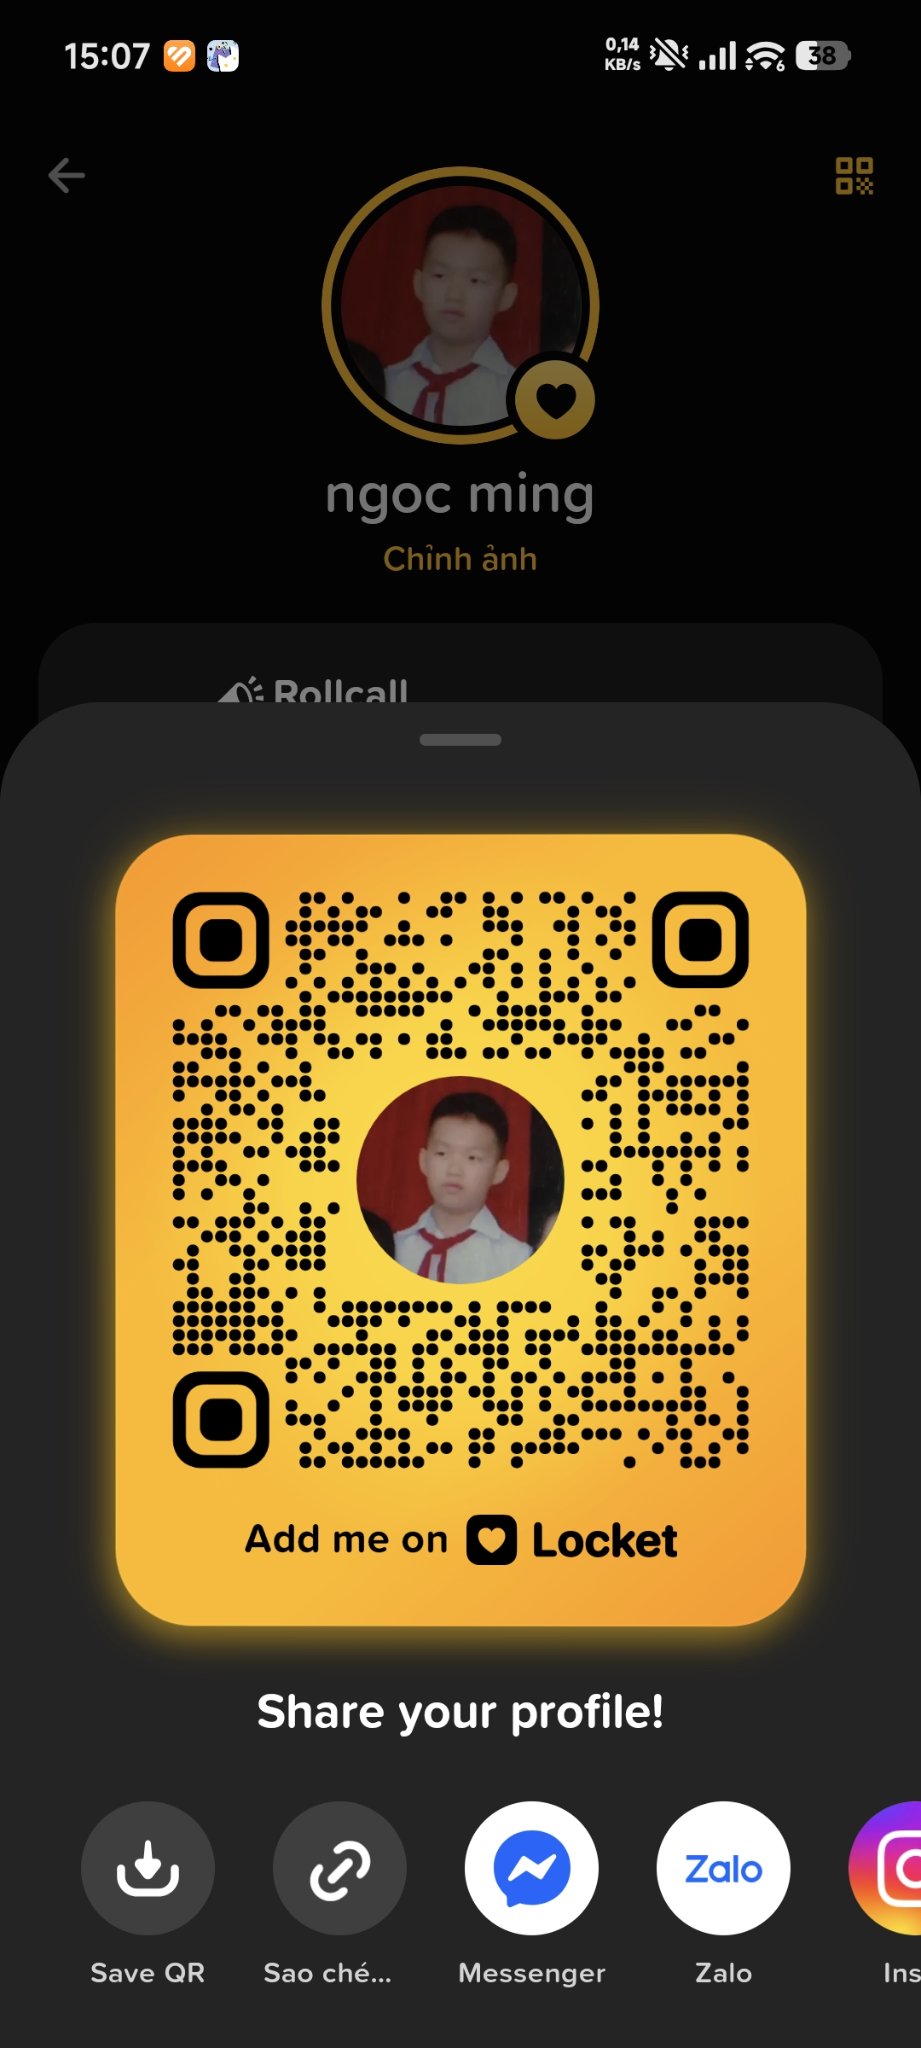 15:07
0,14
KB/s
38
ngoc ming
Chỉnh ảnh
Rollcall
Add me on Locket
Share your profile!
Zalo
Save QR
Sao ché...
Messenger
Zalo
Ins